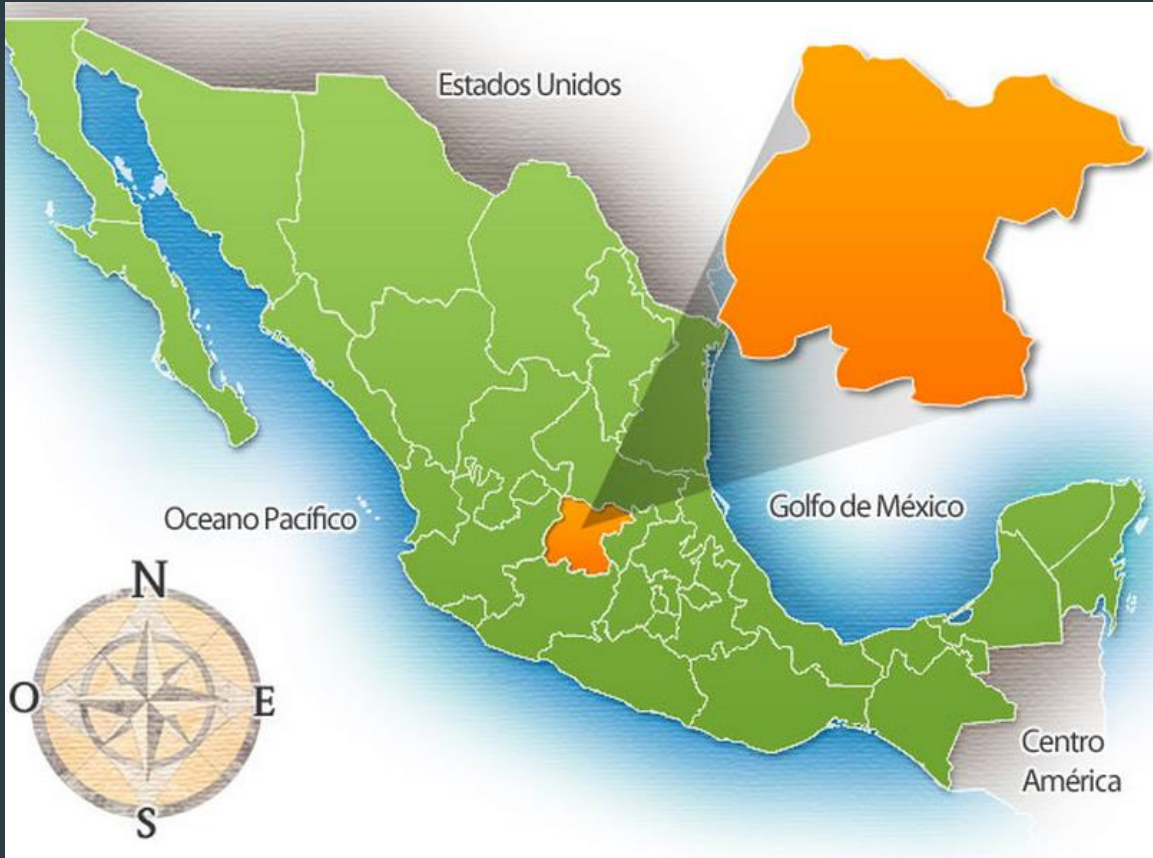 Estados Unidos
Oceano Pacífico
Golfo de México
N
O
E
S
Centro
América